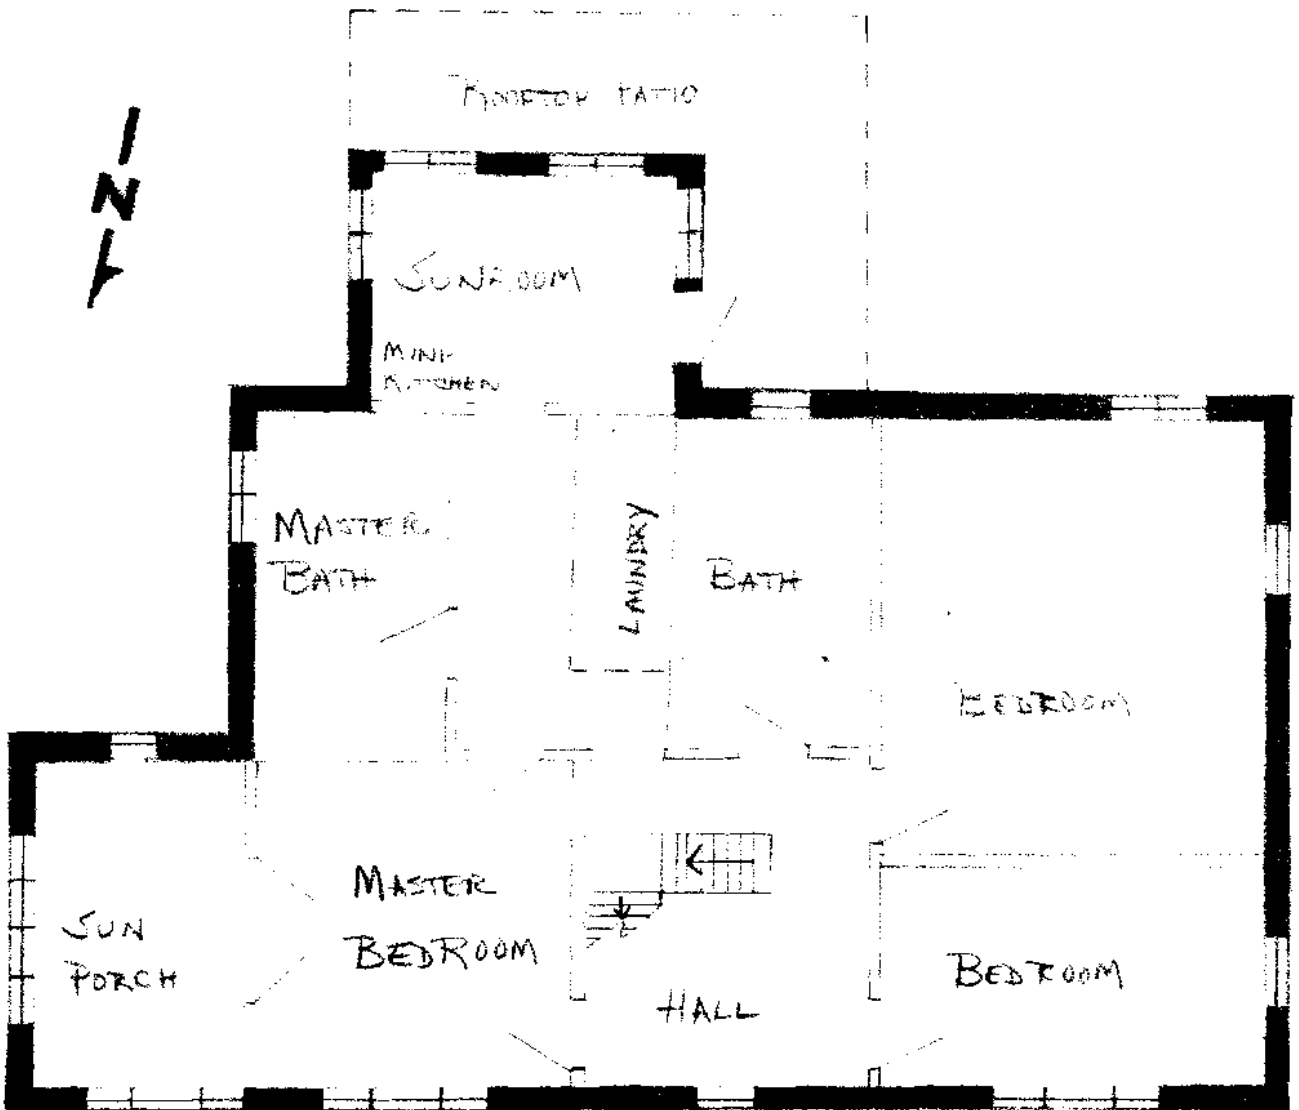 ROOFTOP PATIO
N
SUNROOM
MINI
KITCHEN
MASTER
BATH
LAUNDRY
BATH
BEDROOM
MASTER
BEDROOM
SUN
PORCH
HALL
BEDROOM